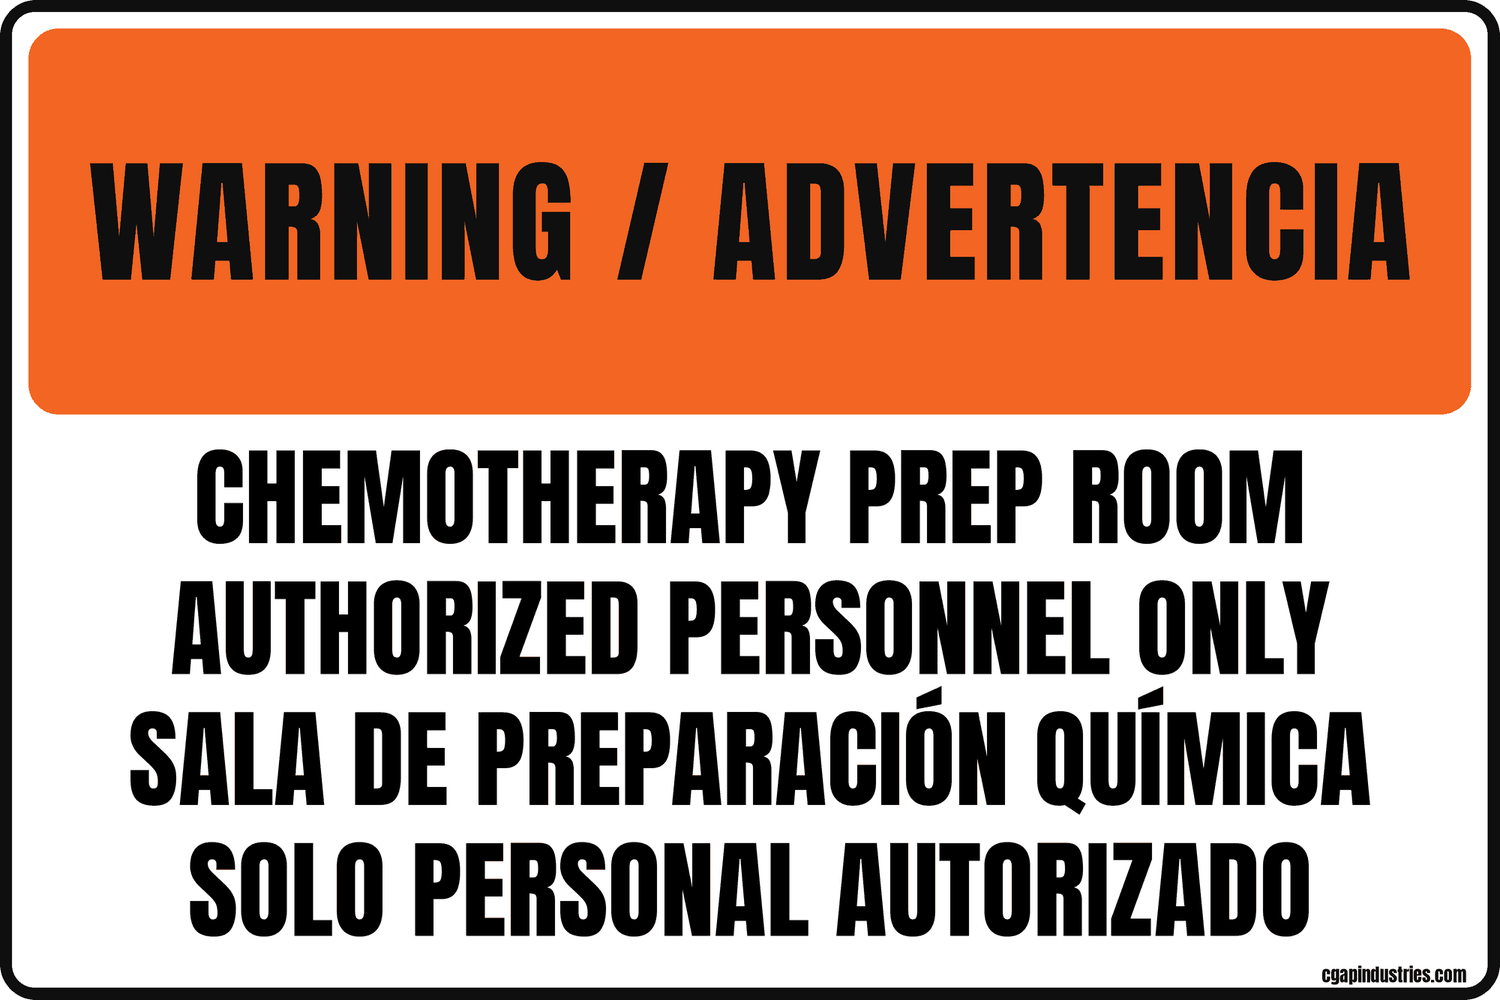 WARNING / ADVERTENCIA
CHEMOTHERAPY PREP ROOM
AUTHORIZED PERSONNEL ONLY
SALA DE PREPARACIÓN QUÍMICA
SOLO PERSONAL AUTORIZADO
cgapindustries.com